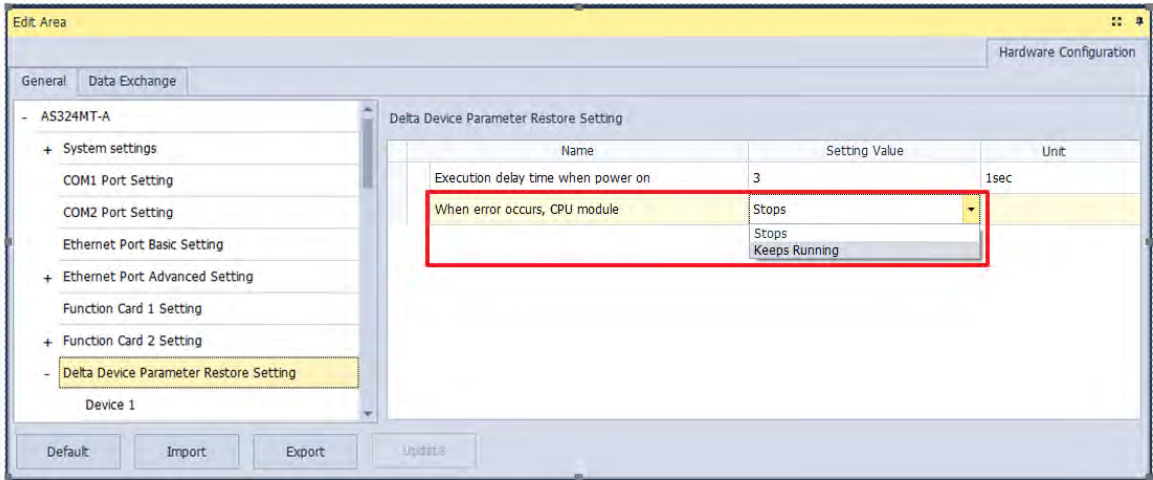 Edit Area
Hardware Configuration
General Data Exchange
- AS324MT-A
+ System settings
COM1 Port Setting
COM2 Port Setting
Ethernet Port Basic Setting
+ Ethernet Port Advanced Setting
Function Card 1 Setting
+ Function Card 2 Setting
- Delta Device Parameter Restore Setting
Device 1
Delta Device Parameter Restore Setting
Name Setting Value Unit
Execution delay time when power on 3 1sec
When error occurs, CPU module Stops
Stops
Keeps Running
Default Import Export Update